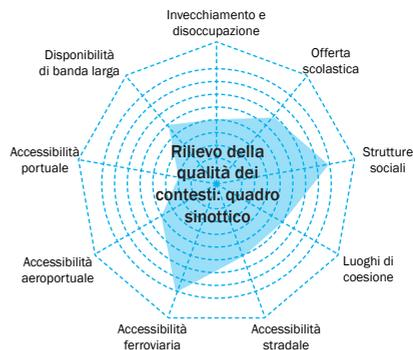 Invecchiamento e
disoccupazione
Disponibilità
di banda larga
Offerta
scolastica
Accessibilità
portuale
Rilievo della
qualità dei
contesti: quadro
sinottico
Strutture
sociali
Accessibilità
aeroportuale
Luoghi di
coesione
Accessibilità
ferroviaria
Accessibilità
stradale